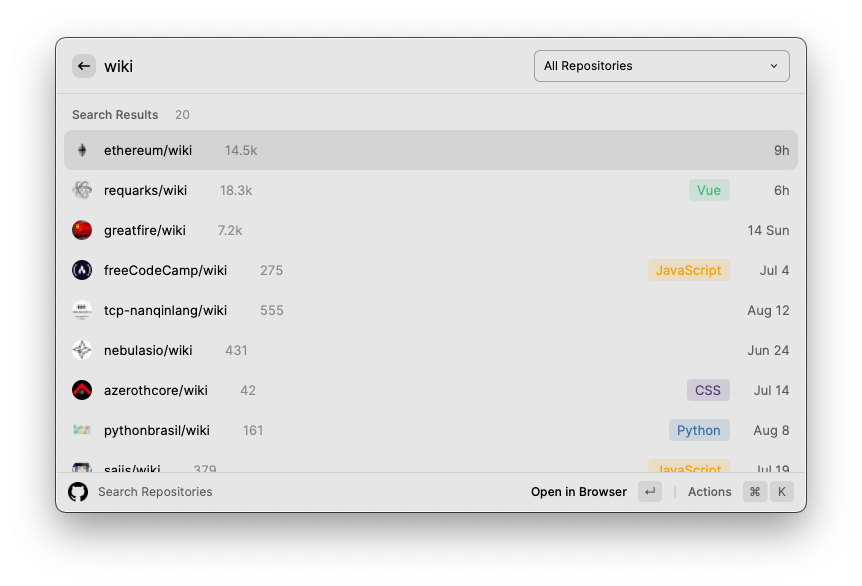 wiki All Repositories
Search Results 20
ethereum/wiki 14.5k 9h
requarks/wiki 18.3k Vue 6h
greatfire/wiki 7.2k 14 Sun
freeCodeCamp/wiki 275 JavaScript Jul 4
tcp-nanqinlang/wiki 555 Aug 12
nebulasio/wiki 431 Jun 24
azerothcore/wiki 42 CSS Jul 14
pythonbrasil/wiki 161 Python Aug 8
379 JavaScript Jul 19
Search Repositories Open in Browser ↵ | Actions ⌘ K